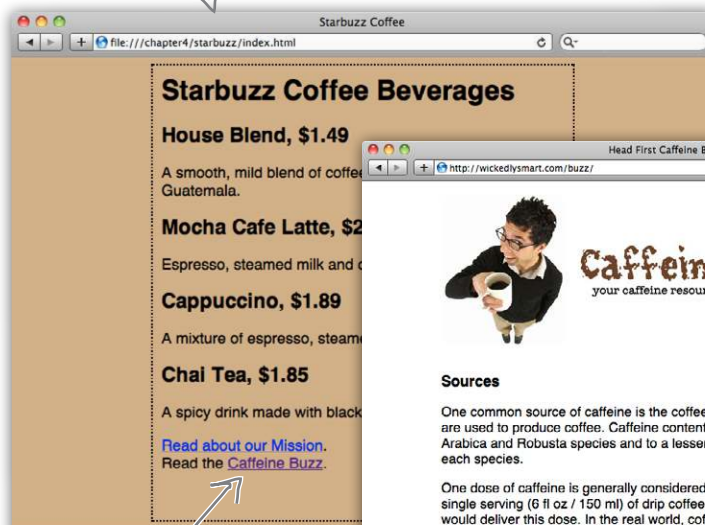 Starbuzz Coffee
file:///chapter4/starbuzz/index.html
Q-
Starbuzz Coffee Beverages
House Blend, $1.49
A smooth, mild blend of coffee
Guatemala.
Mocha Cafe Latte, $2
Espresso, steamed milk and
Cappuccino, $1.89
A mixture of espresso, steam
Chai Tea, $1.85
A spicy drink made with black
Read about our Mission.
Read the Caffeine Buzz.
Head First Caffeine B
http://wickedlysmart.com/buzz/
Caffein
your caffeine resour
Sources
One common source of caffeine is the coffee
are used to produce coffee. Caffeine content
Arabica and Robusta species and to a lesser
each species.
One dose of caffeine is generally considered
single serving (6 fl oz / 150 ml) of drip coffee
would deliver this dose. In the real world, cof